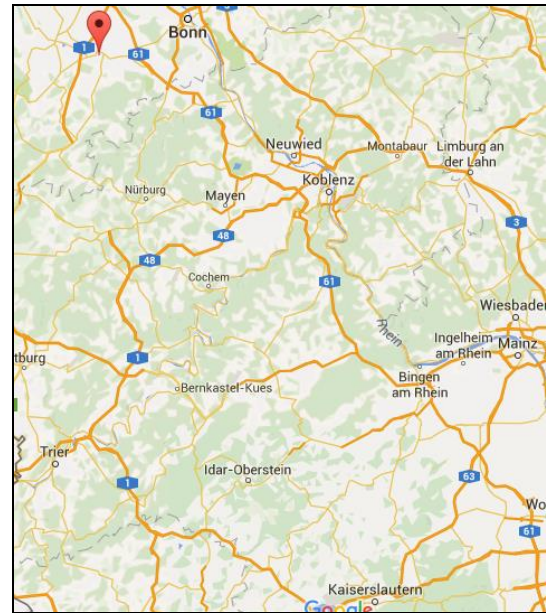 Bonn
1
61
61
Neuwied
Montabaur
Limburg an
der Lahn
Koblenz
Nürburg
Mayen
3
48
48
Cochem
61
Wiesbaden
Rhein
Ingelheim
am Rhein
Mainz
1
tburg
Bingen
am Rhein
Bernkastel-Kues
Trier
Idar-Oberstein
1
63
Wo
61
Kaiserslautern
Google